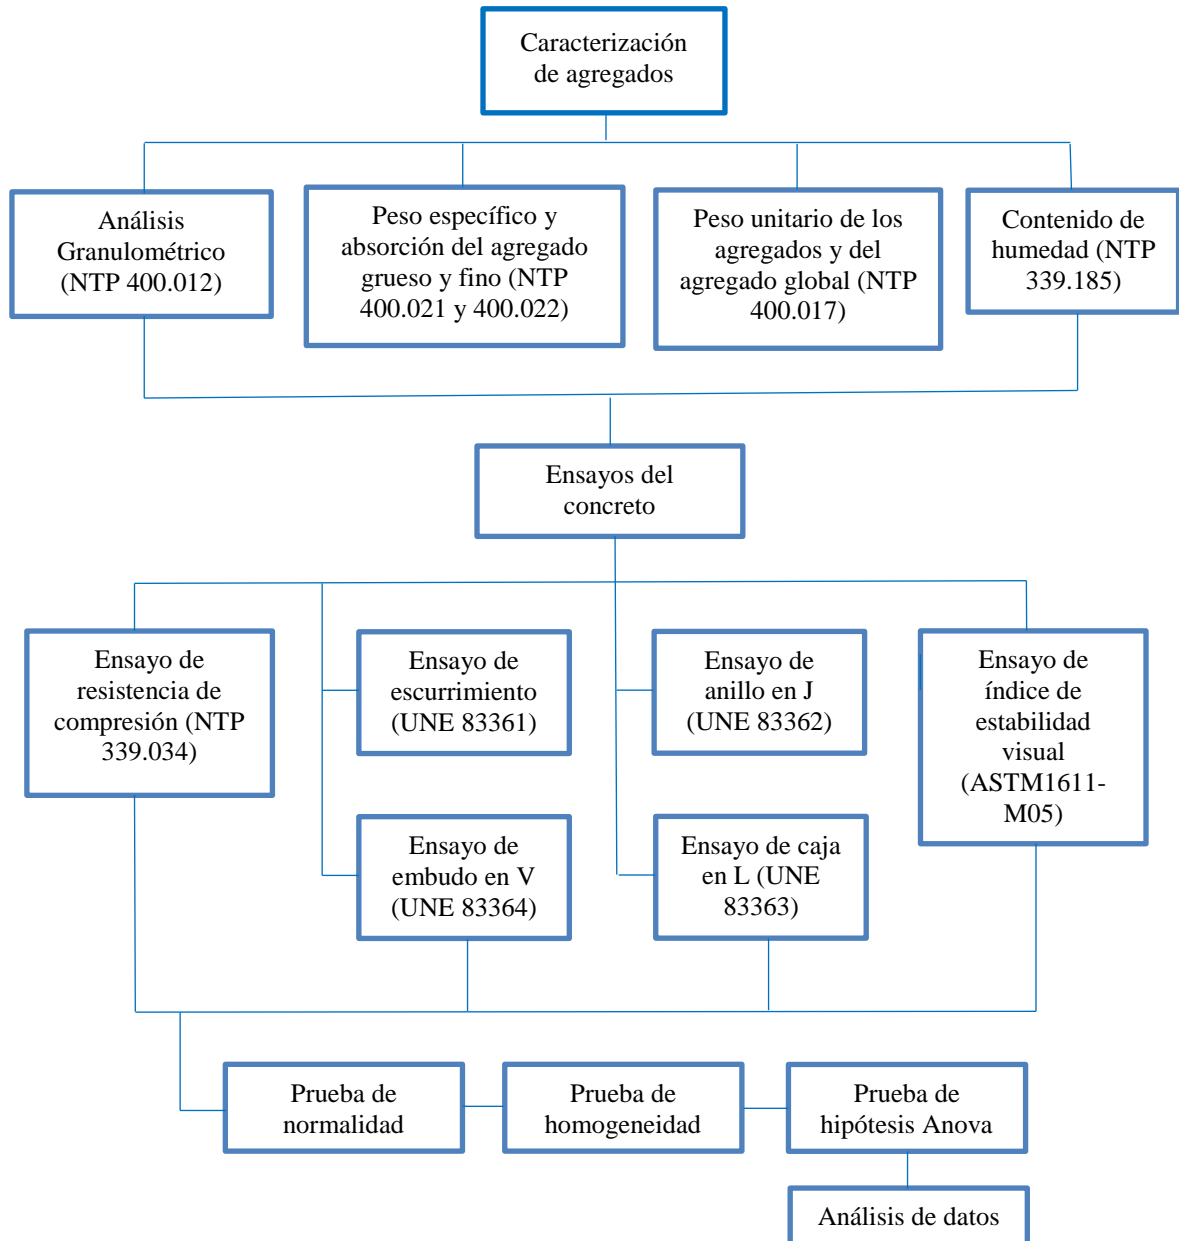 Caracterización
de agregados
Análisis
Granulométrico
(NTP 400.012)
Peso específico y
absorción del agregado
grueso y fino (NTP
400.021 y 400.022)
Peso unitario de los
agregados y del
agregado global (NTP
400.017)
Contenido de
humedad (NTP
339.185)
Ensayos del
concreto
Ensayo de
resistencia de
compresión (NTP
339.034)
Ensayo de
escurrimiento
(UNE 83361)
Ensayo de
anillo en J
(UNE 83362)
Ensayo de
índice de
estabilidad
visual
(ASTM1611-
M05)
Ensayo de
embudo en V
(UNE 83364)
Ensayo de caja
en L (UNE
83363)
Prueba de
normalidad
Prueba de
homogeneidad
Prueba de
hipótesis Anova
Análisis de datos